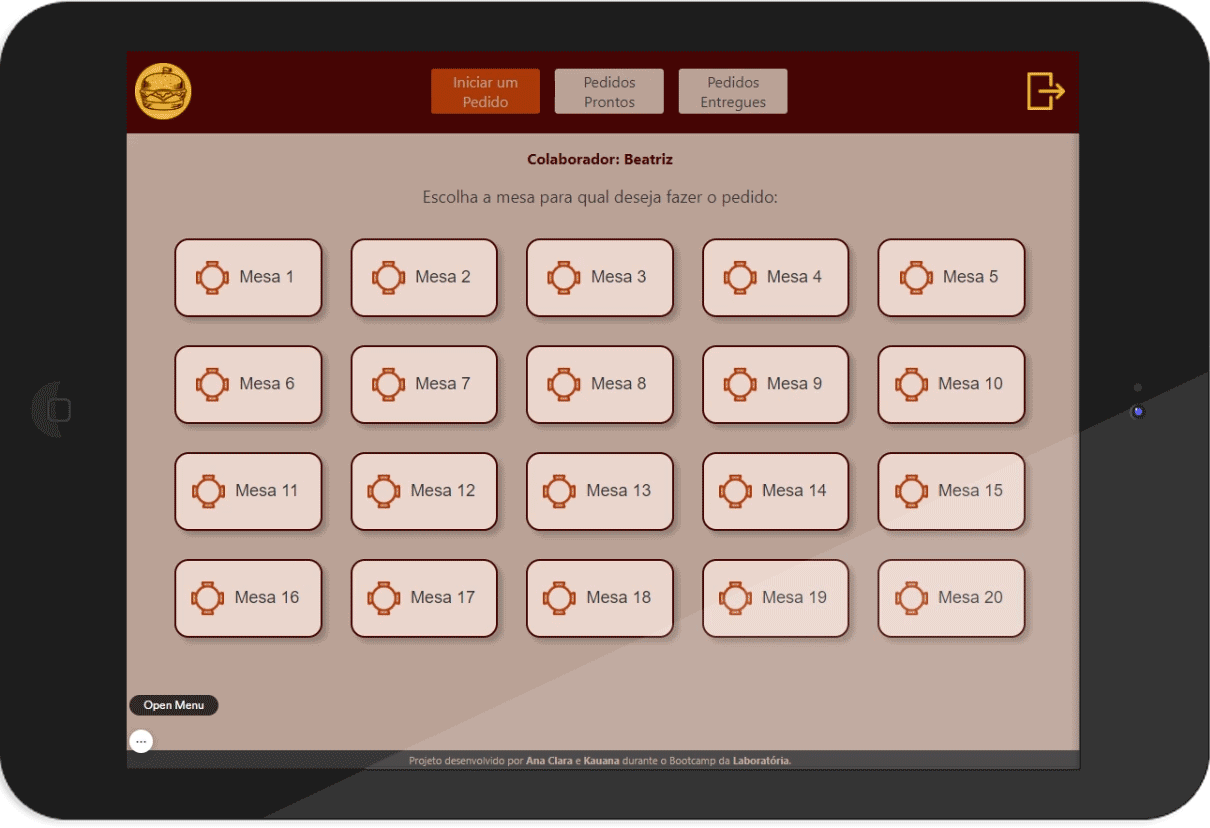 Iniciar um
Pedido
Pedidos
Prontos
Pedidos
Entregues
Colaborador: Beatriz
Escolha a mesa para qual deseja fazer o pedido:
Mesa 1
Mesa 2
Mesa 3
Mesa 4
Mesa 5
Mesa 6
Mesa 7
Mesa 8
Mesa 9
Mesa 10
Mesa 11
Mesa 12
Mesa 13
Mesa 14
Mesa 15
Mesa 16
Mesa 17
Mesa 18
Mesa 19
Mesa 20
Open Menu
...
Projeto desenvolvido por Ana Clara e Kauana durante o Bootcamp da Laboratória.